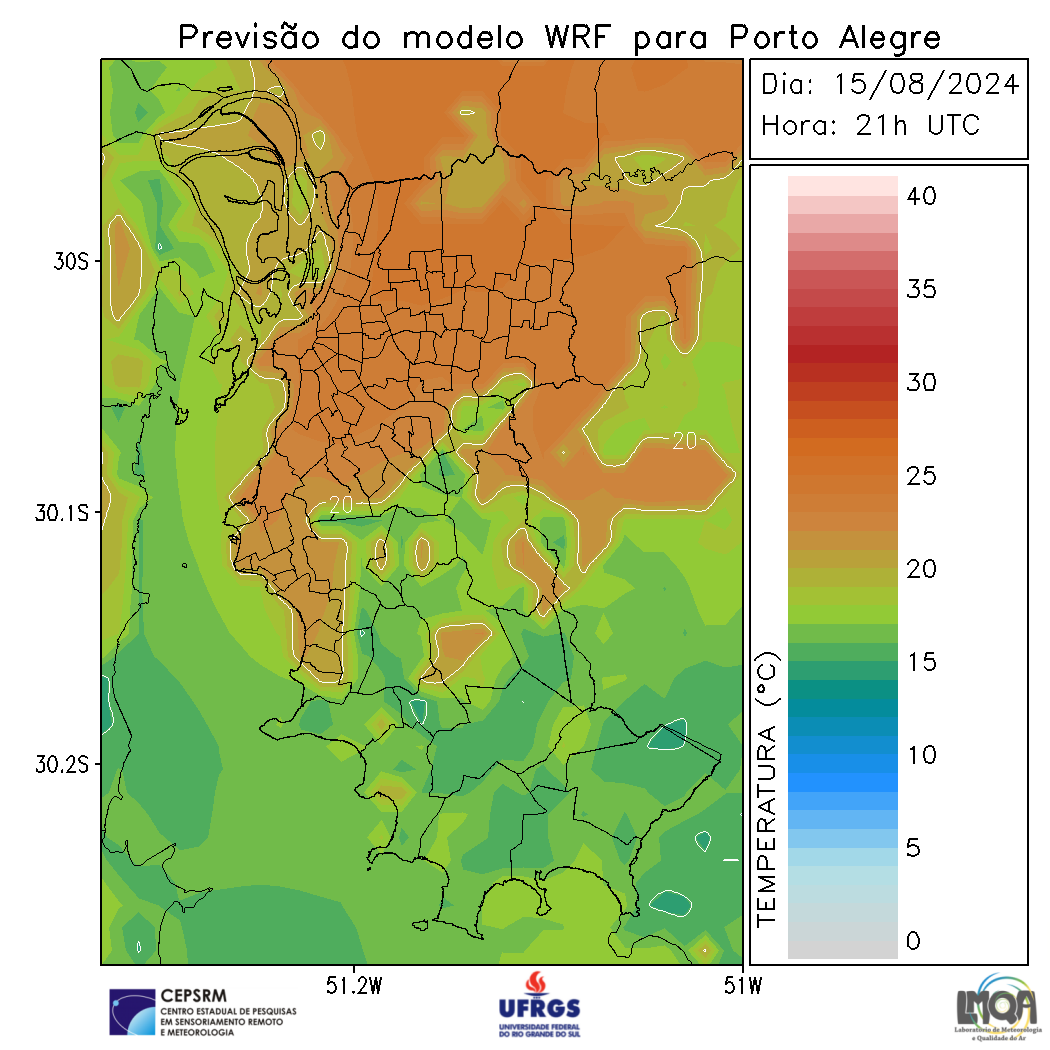 Previsão do modelo WRF para Porto Alegre
Dia: 15/08/2024
Hora: 21h UTC
40
35
30
25
20
15
10
5
0
TEMPERATURA (°C)
30S
30.1S
30.2S
20
20
51.2W
51W
CEPSRM
CENTRO ESTADUAL DE PESQUISAS
EM SENSORIAMENTO REMOTO
E METEOROLOGIA
UFRGS
UNIVERSIDADE FEDERAL
DO RIO GRANDE DO SUL
LMQA
Laboratório de Meteorologia
e Qualidade do Ar